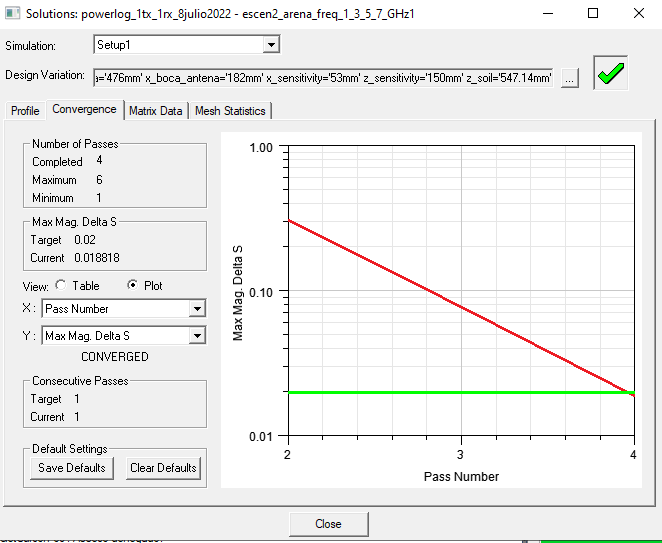 Solutions: powerlog_1tx_1rx_8julio2022 - escen2_arena_freq_1_3_5_7_GHz1
Simulation: Setup1
Design Variation: a='476mm' x_boca_antena='182mm' x_sensitivity='53mm' z_sensitivity='150mm' z_soil='547.14mm' ...
Profile Convergence Matrix Data Mesh Statistics
Number of Passes
Completed 4
Maximum 6
Minimum 1
Max Mag. Delta S
Target 0.02
Current 0.018818
View: Table Plot
X : Pass Number
Y : Max Mag. Delta S
CONVERGED
Consecutive Passes
Target 1
Current 1
Default Settings
Save Defaults Clear Defaults
1.00
0.10
0.01
Max Mag. Delta S
2 3 4
Pass Number
Close